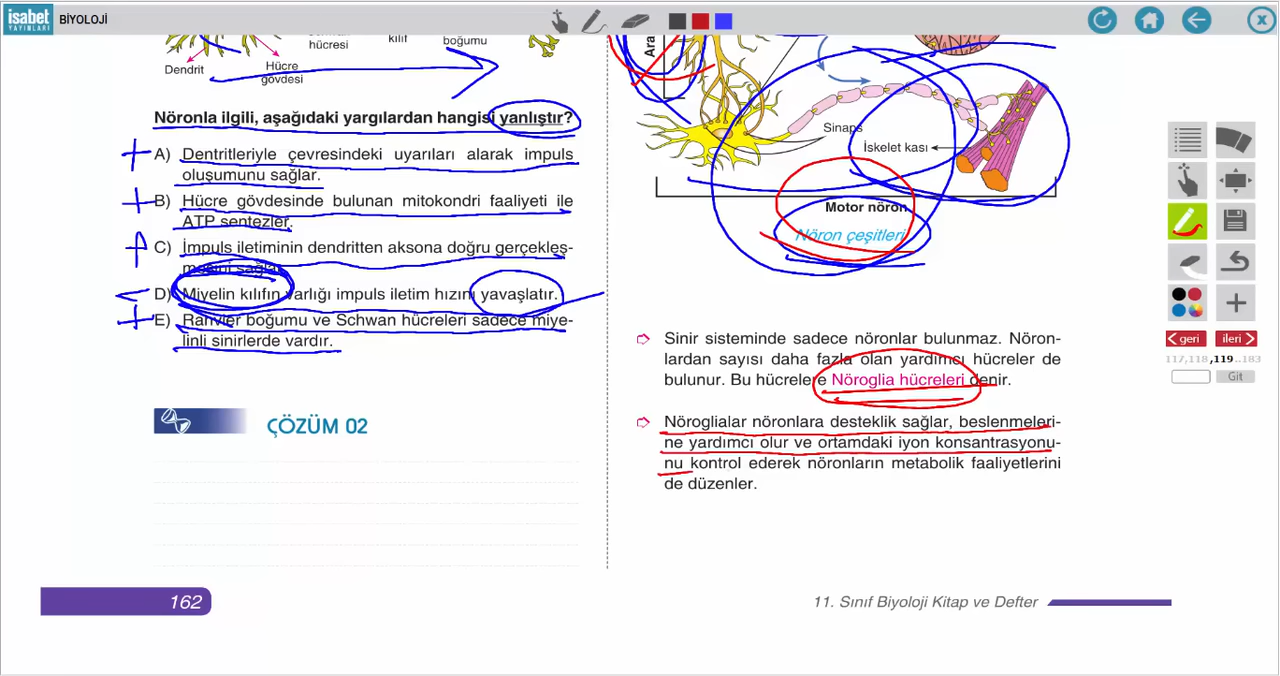 isabet
YAYINLARI
BİYOLOJİ
hücresi
kılıf
boğumu
Dendrit
Hücre
gövdesi
Nöronla ilgili, aşağıdaki yargılardan hangisi yanlıştır?
A) Dentritleriyle çevresindeki uyarıları alarak impuls
oluşumunu sağlar.
B) Hücre gövdesinde bulunan mitokondri faaliyeti ile
ATP sentezler.
C) İmpuls iletiminin dendritten aksona doğru gerçekleş-
mesini sağlar.
D) Miyelin kılıfın varlığı impuls iletim hızını yavaşlatır.
E) Ranvier boğumu ve Schwan hücreleri sadece miye-
linli sinirlerde vardır.
ÇÖZÜM 02
162
Ara
Sinaps
İskelet kası
Motor nöron
Nöron çeşitleri
Sinir sisteminde sadece nöronlar bulunmaz. Nöron-
lardan sayısı daha fazla olan yardımcı hücreler de
bulunur. Bu hücrelere Nöroglia hücreleri denir.
Nöroglialar nöronlara desteklik sağlar, beslenmeleri-
ne yardımcı olur ve ortamdaki iyon konsantrasyonu-
nu kontrol ederek nöronların metabolik faaliyetlerini
de düzenler.
11. Sınıf Biyoloji Kitap ve Defter
geri
ileri
117,118,119..183
Git